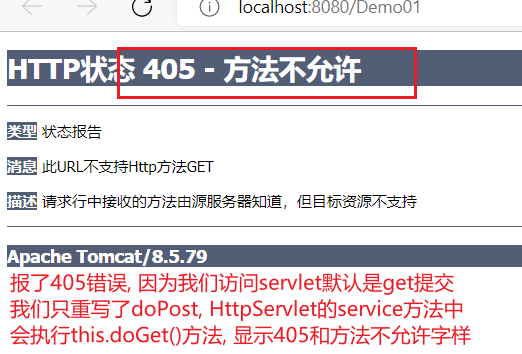 localhost:8080/Demo01
HTTP状态 405 - 方法不允许
类型 状态报告
消息 此URL不支持Http方法GET
描述 请求行中接收的方法由源服务器知道，但目标资源不支持
Apache Tomcat/8.5.79
报了405错误, 因为我们访问servlet默认是get提交
我们只重写了doPost, HttpServlet的service方法中
会执行this.doGet()方法, 显示405和方法不允许字样